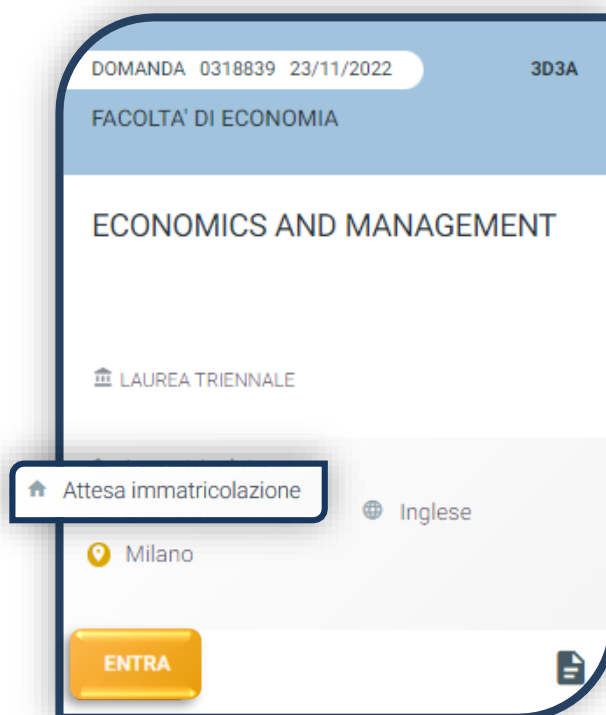 DOMANDA 0318839 23/11/2022 3D3A
FACOLTA' DI ECONOMIA
ECONOMICS AND MANAGEMENT
LAUREA TRIENNALE
Attesa immatricolazione
Inglese
Milano
ENTRA